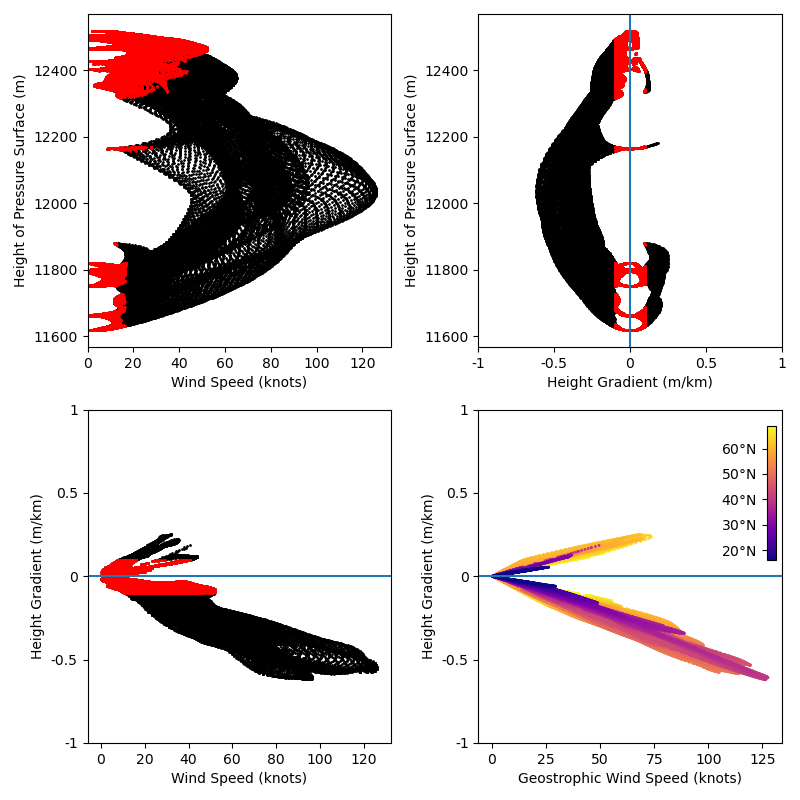 12400
12200
12000
11800
11600
Height of Pressure Surface (m)
0 20 40 60 80 100 120
Wind Speed (knots)
12400
12200
12000
11800
11600
Height of Pressure Surface (m)
-1 -0.5 0 0.5 1
Height Gradient (m/km)
1
0.5
0
-0.5
-1
Height Gradient (m/km)
0 20 40 60 80 100 120
Wind Speed (knots)
1
0.5
0
-0.5
-1
Height Gradient (m/km)
60°N
50°N
40°N
30°N
20°N
0 25 50 75 100 125
Geostrophic Wind Speed (knots)